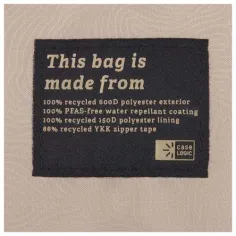 This bag is
made from
100% recycled 600D polyester exterior
100% PFAS-free water repellant coating
100% recycled 150D polyester lining
88% recycled YKK zipper tape
case
LOGIC